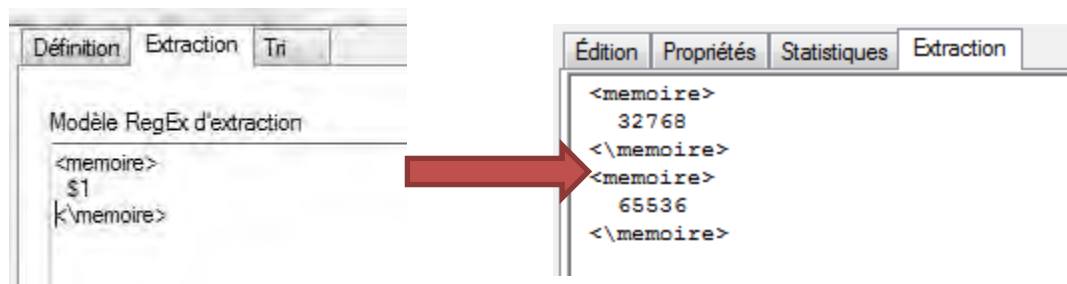 Définition Extraction Tri
Modèle RegEx d'extraction
<memoire>
$1
<\memoire>
Édition Propriétés Statistiques Extraction
<memoire>
32768
<\memoire>
<memoire>
65536
<\memoire>